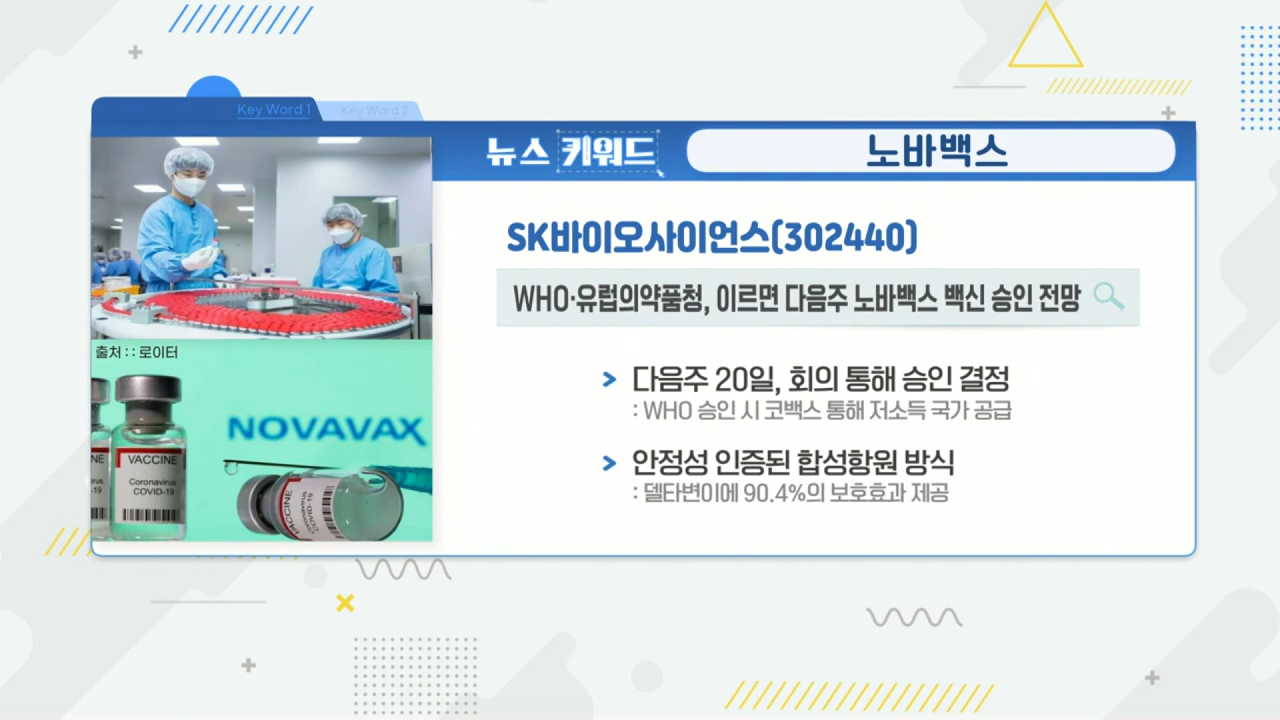 Key Word 1
Key Word 2
뉴스 키워드
노바백스
SK바이오사이언스(302440)
WHO·유럽의약품청, 이르면 다음주 노바백스 백신 승인 전망
다음주 20일, 회의 통해 승인 결정
: WHO 승인 시 코백스 통해 저소득 국가 공급
안정성 인증된 합성항원 방식
: 델타변이에 90.4%의 보호효과 제공
출처 : : 로이터
NOVAVAX
NE
-19
VACCINE
Coronavirus
COVID-19
VACCINE
Coronavirus
COVID-19